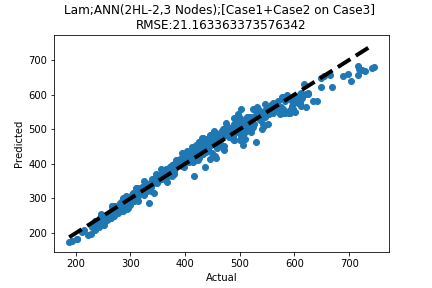 Lam;ANN(2HL-2,3 Nodes);[Case1+Case2 on Case3]
RMSE:21.163363373576342
700
600
500
400
300
200
Predicted
200 300 400 500 600 700
Actual